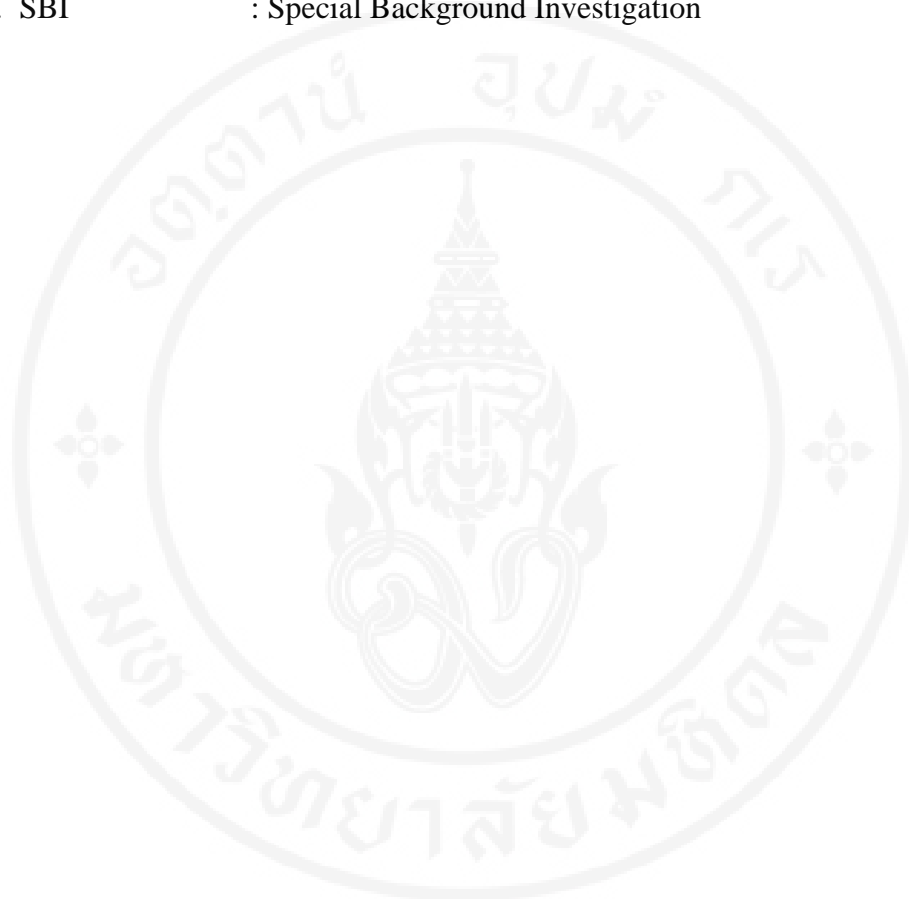 SBI : Special Background Investigation
อตฺตานํ อุปมํ กเร
มหาวิทยาลัยมหิดล